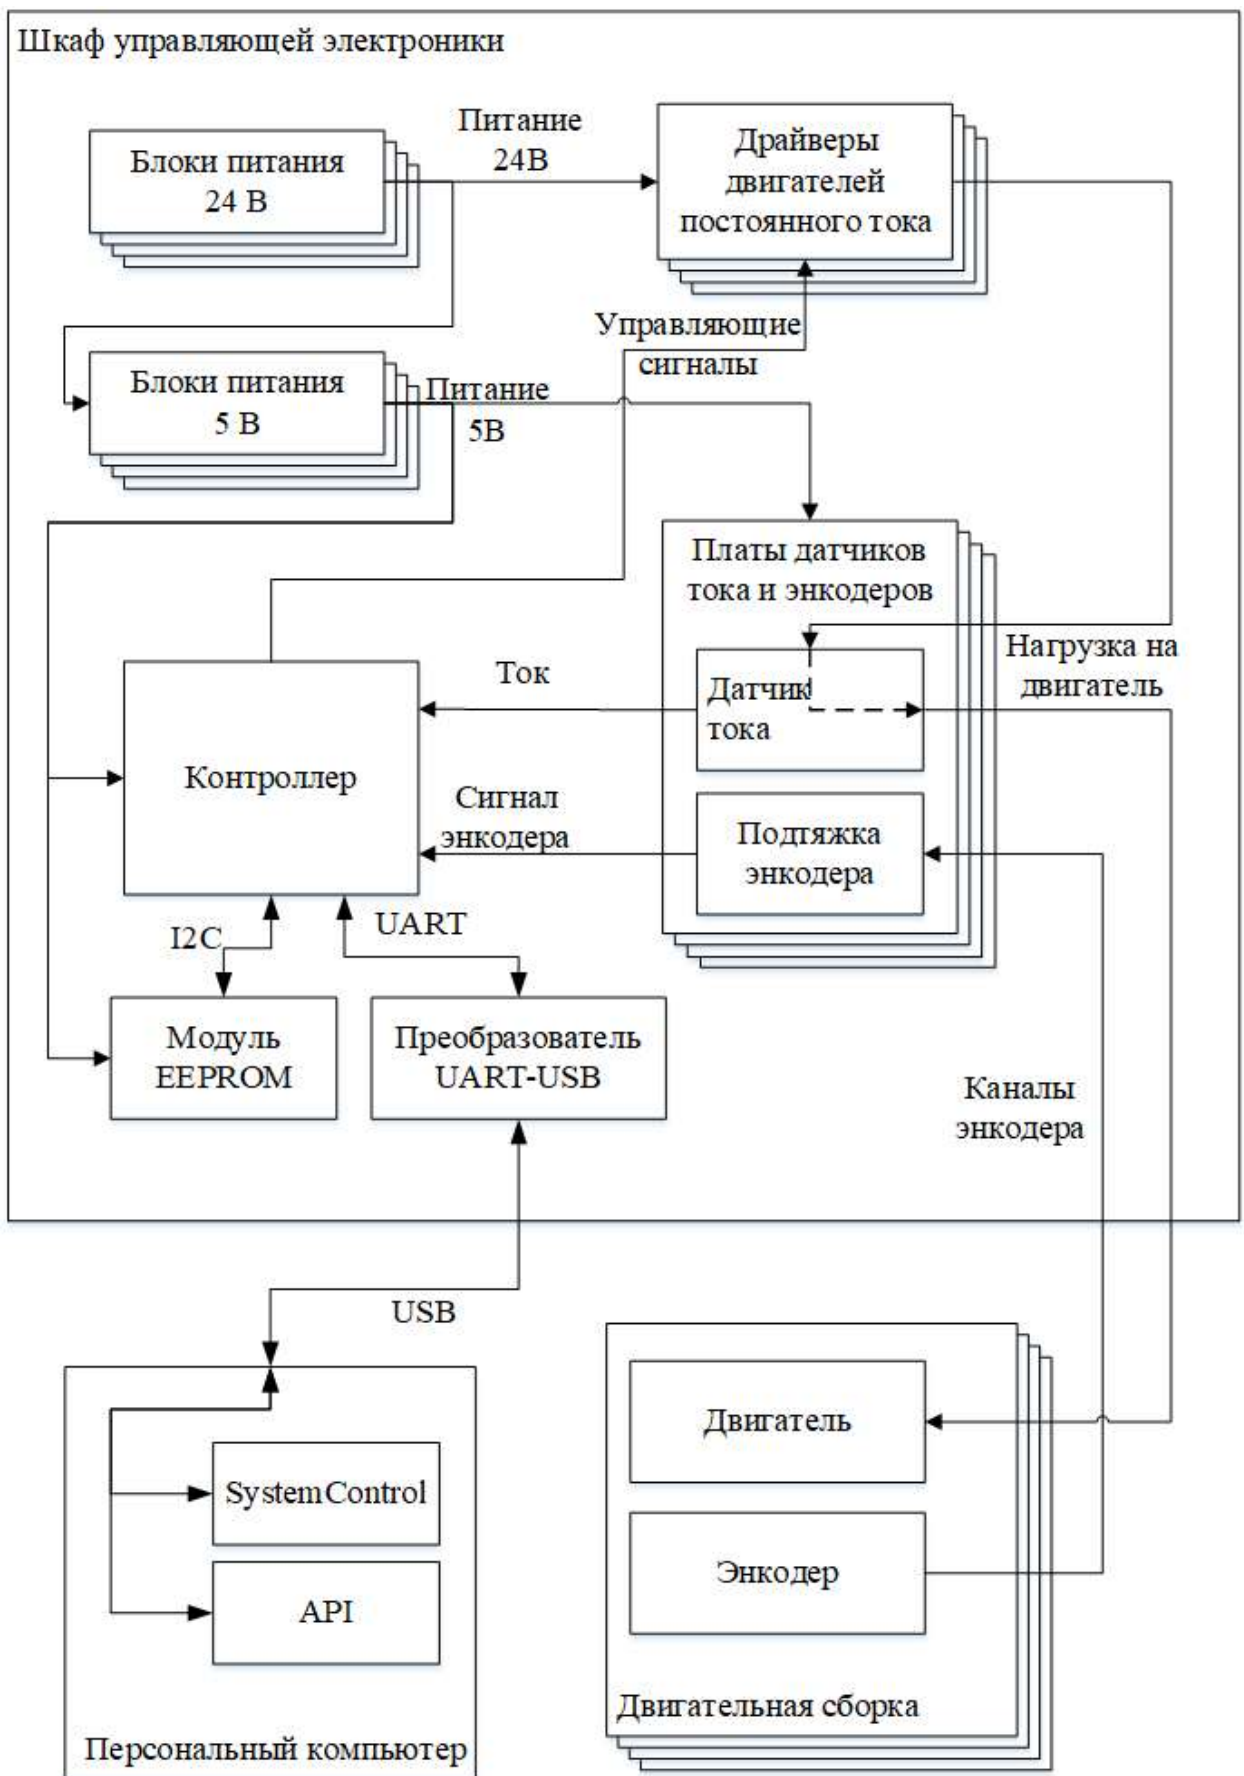 Шкаф управляющей электроники
Питание
24В
Блоки питания
24 В
Драйверы
двигателей
постоянного тока
Управляющие
сигналы
Блоки питания
5 В
Питание
5В
Платы датчиков
тока и энкодеров
Нагрузка на
двигатель
Ток
Датчик
тока
Контроллер
Сигнал
энкодера
Подтяжка
энкодера
I2C
UART
Модуль
EEPROM
Преобразователь
UART-USB
Каналы
энкодера
USB
Двигатель
SystemControl
Энкодер
API
Двигательная сборка
Персональный компьютер